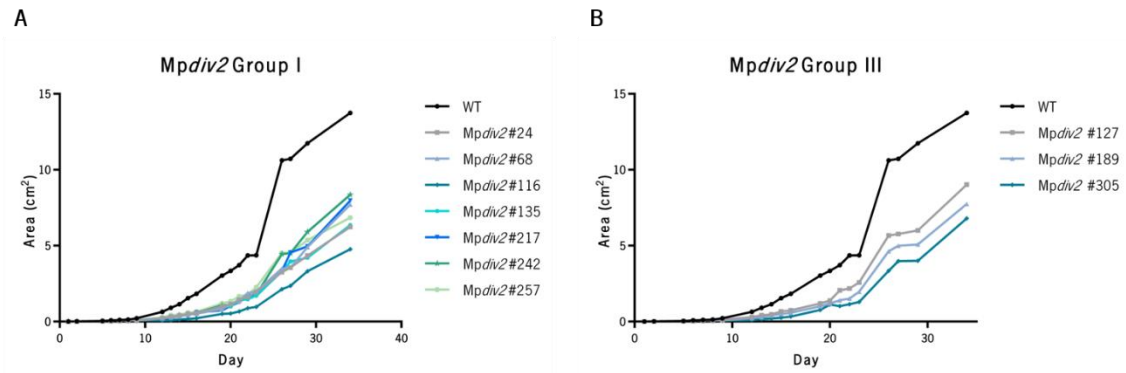 A
Mpdiv2 Group I
15
10
5
0
Area (cm²)
0
10
20
30
40
Day
WT
Mpdiv2#24
Mpdiv2#68
Mpdiv2#116
Mpdiv2#135
Mpdiv2#217
Mpdiv2#242
Mpdiv2#257
B
Mpdiv2 Group III
15
10
5
0
Area (cm²)
0
10
20
30
Day
WT
Mpdiv2 #127
Mpdiv2 #189
Mpdiv2 #305